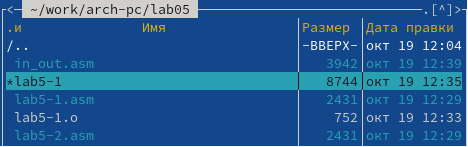 <- ~/work/arch-pc/lab05 .[^]>
.и Имя Размер Дата правки
/.. -ВВЕРХ- окт 19 12:04
in_out.asm 3942 окт 19 12:39
*lab5-1 8744 окт 19 12:35
lab5-1.asm 2431 окт 19 12:29
lab5-1.o 752 окт 19 12:33
lab5-2.asm 2431 окт 19 12:29